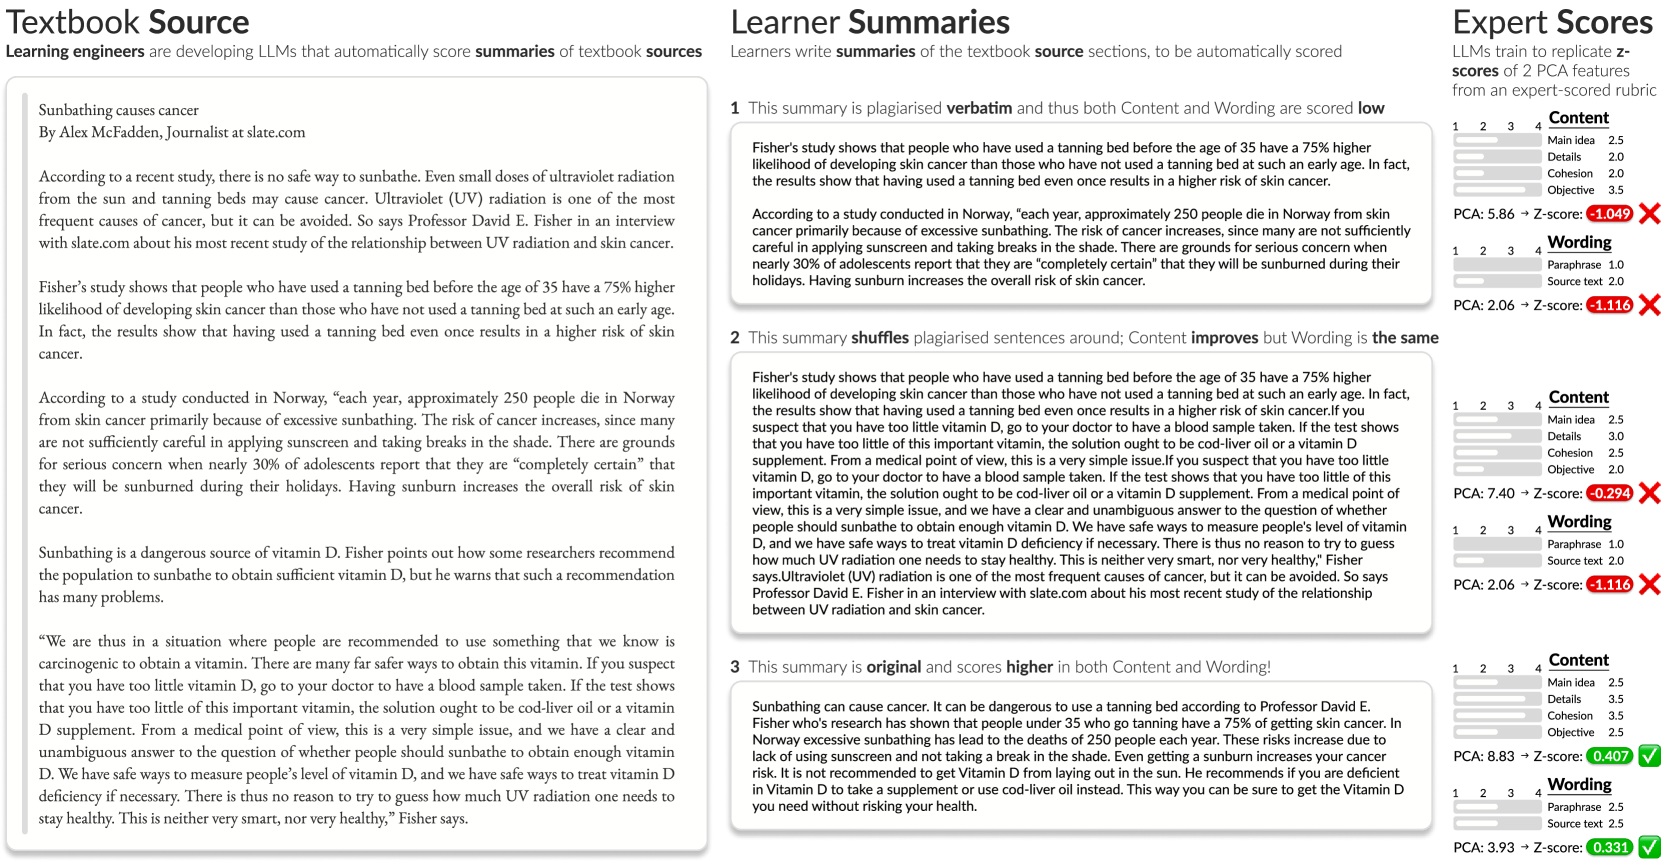 Textbook Source
Learning engineers are developing LLMs that automatically score summaries of textbook sources
Sunbathing causes cancer
By Alex McFadden, Journalist at slate.com
According to a recent study, there is no safe way to sunbathe. Even small doses of ultraviolet radiation
from the sun and tanning beds may cause cancer. Ultraviolet (UV) radiation is one of the most
frequent causes of cancer, but it can be avoided. So says Professor David E. Fisher in an interview
with slate.com about his most recent study of the relationship between UV radiation and skin cancer.
Fisher's study shows that people who have used a tanning bed before the age of 35 have a 75% higher
likelihood of developing skin cancer than those who have not used a tanning bed at such an early age.
In fact, the results show that having used a tanning bed even once results in a higher risk of skin
cancer.
According to a study conducted in Norway, “each year, approximately 250 people die in Norway
from skin cancer primarily because of excessive sunbathing. The risk of cancer increases, since many
are not sufficiently careful in applying sunscreen and taking breaks in the shade. There are grounds
for serious concern when nearly 30% of adolescents report that they are “completely certain” that
they will be sunburned during their holidays. Having sunburn increases the overall risk of skin
cancer.
Sunbathing is a dangerous source of vitamin D. Fisher points out how some researchers recommend
the population to sunbathe to obtain sufficient vitamin D, but he warns that such a recommendation
has many problems.
“We are thus in a situation where people are recommended to use something that we know is
carcinogenic to obtain a vitamin. There are many far safer ways to obtain this vitamin. If you suspect
that you have too little vitamin D, go to your doctor to have a blood sample taken. If the test shows
that you have too little of this important vitamin, the solution ought to be cod-liver oil or a vitamin
D supplement. From a medical point of view, this is a very simple issue, and we have a clear and
unambiguous answer to the question of whether people should sunbathe to obtain enough vitamin
D. We have safe ways to measure people's level of vitamin D, and we have safe ways to treat vitamin D
deficiency if necessary. There is thus no reason to try to guess how much UV radiation one needs to
stay healthy. This is neither very smart, nor very healthy,” Fisher says.
Learner Summaries
Learners write summaries of the textbook source sections, to be automatically scored
1 This summary is plagiarised verbatim and thus both Content and Wording are scored low
Fisher's study shows that people who have used a tanning bed before the age of 35 have a 75% higher
likelihood of developing skin cancer than those who have not used a tanning bed at such an early age. In fact,
the results show that having used a tanning bed even once results in a higher risk of skin cancer.
According to a study conducted in Norway, “each year, approximately 250 people die in Norway from skin
cancer primarily because of excessive sunbathing. The risk of cancer increases, since many are not sufficiently
careful in applying sunscreen and taking breaks in the shade. There are grounds for serious concern when
nearly 30% of adolescents report that they are “completely certain” that they will be sunburned during their
holidays. Having sunburn increases the overall risk of skin cancer.
2 This summary shuffles plagiarised sentences around; Content improves but Wording is the same
Fisher's study shows that people who have used a tanning bed before the age of 35 have a 75% higher
likelihood of developing skin cancer than those who have not used a tanning bed at such an early age. In fact,
the results show that having used a tanning bed even once results in a higher risk of skin cancer.If you
suspect that you have too little vitamin D, go to your doctor to have a blood sample taken. If the test shows
that you have too little of this important vitamin, the solution ought to be cod-liver oil or a vitamin D
supplement. From a medical point of view, this is a very simple issue.If you suspect that you have too little
vitamin D, go to your doctor to have a blood sample taken. If the test shows that you have too little of this
important vitamin, the solution ought to be cod-liver oil or a vitamin D supplement. From a medical point of
view, this is a very simple issue, and we have a clear and unambiguous answer to the question of whether
people should sunbathe to obtain enough vitamin D. We have safe ways to measure people's level of vitamin
D, and we have safe ways to treat vitamin D deficiency if necessary. There is thus no reason to try to guess
how much UV radiation one needs to stay healthy. This is neither very smart, nor very healthy,” Fisher
says.Ultraviolet (UV) radiation is one of the most frequent causes of cancer, but it can be avoided. So says
Professor David E. Fisher in an interview with slate.com about his most recent study of the relationship
between UV radiation and skin cancer.
3 This summary is original and scores higher in both Content and Wording!
Sunbathing can cause cancer. It can be dangerous to use a tanning bed according to Professor David E.
Fisher who's research has shown that people under 35 who go tanning have a 75% of getting skin cancer. In
Norway excessive sunbathing has lead to the deaths of 250 people each year. These risks increase due to
lack of using sunscreen and not taking a break in the shade. Even getting a sunburn increases your cancer
risk. It is not recommended to get Vitamin D from laying out in the sun. He recommends if you are deficient
in Vitamin D to take a supplement or use cod-liver oil instead. This way you can be sure to get the Vitamin D
you need without risking your health.
Expert Scores
LLMs train to replicate z-
scores of 2 PCA features
from an expert-scored rubric
1 2 3 4 Content
Main idea 2.5
Details 2.0
Cohesion 2.0
Objective 3.5
PCA: 5.86 → Z-score: -1.049
1 2 3 4 Wording
Paraphrase 1.0
Source text 2.0
PCA: 2.06 → Z-score: -1.116
1 2 3 4 Content
Main idea 2.5
Details 3.0
Cohesion 2.5
Objective 2.0
PCA: 7.40 → Z-score: -0.294
1 2 3 4 Wording
Paraphrase 1.0
Source text 2.0
PCA: 2.06 → Z-score: -1.116
1 2 3 4 Content
Main idea 2.5
Details 3.5
Cohesion 3.5
Objective 2.5
PCA: 8.83 → Z-score: 0.407
1 2 3 4 Wording
Paraphrase 2.5
Source text 2.5
PCA: 3.93 → Z-score: 0.331